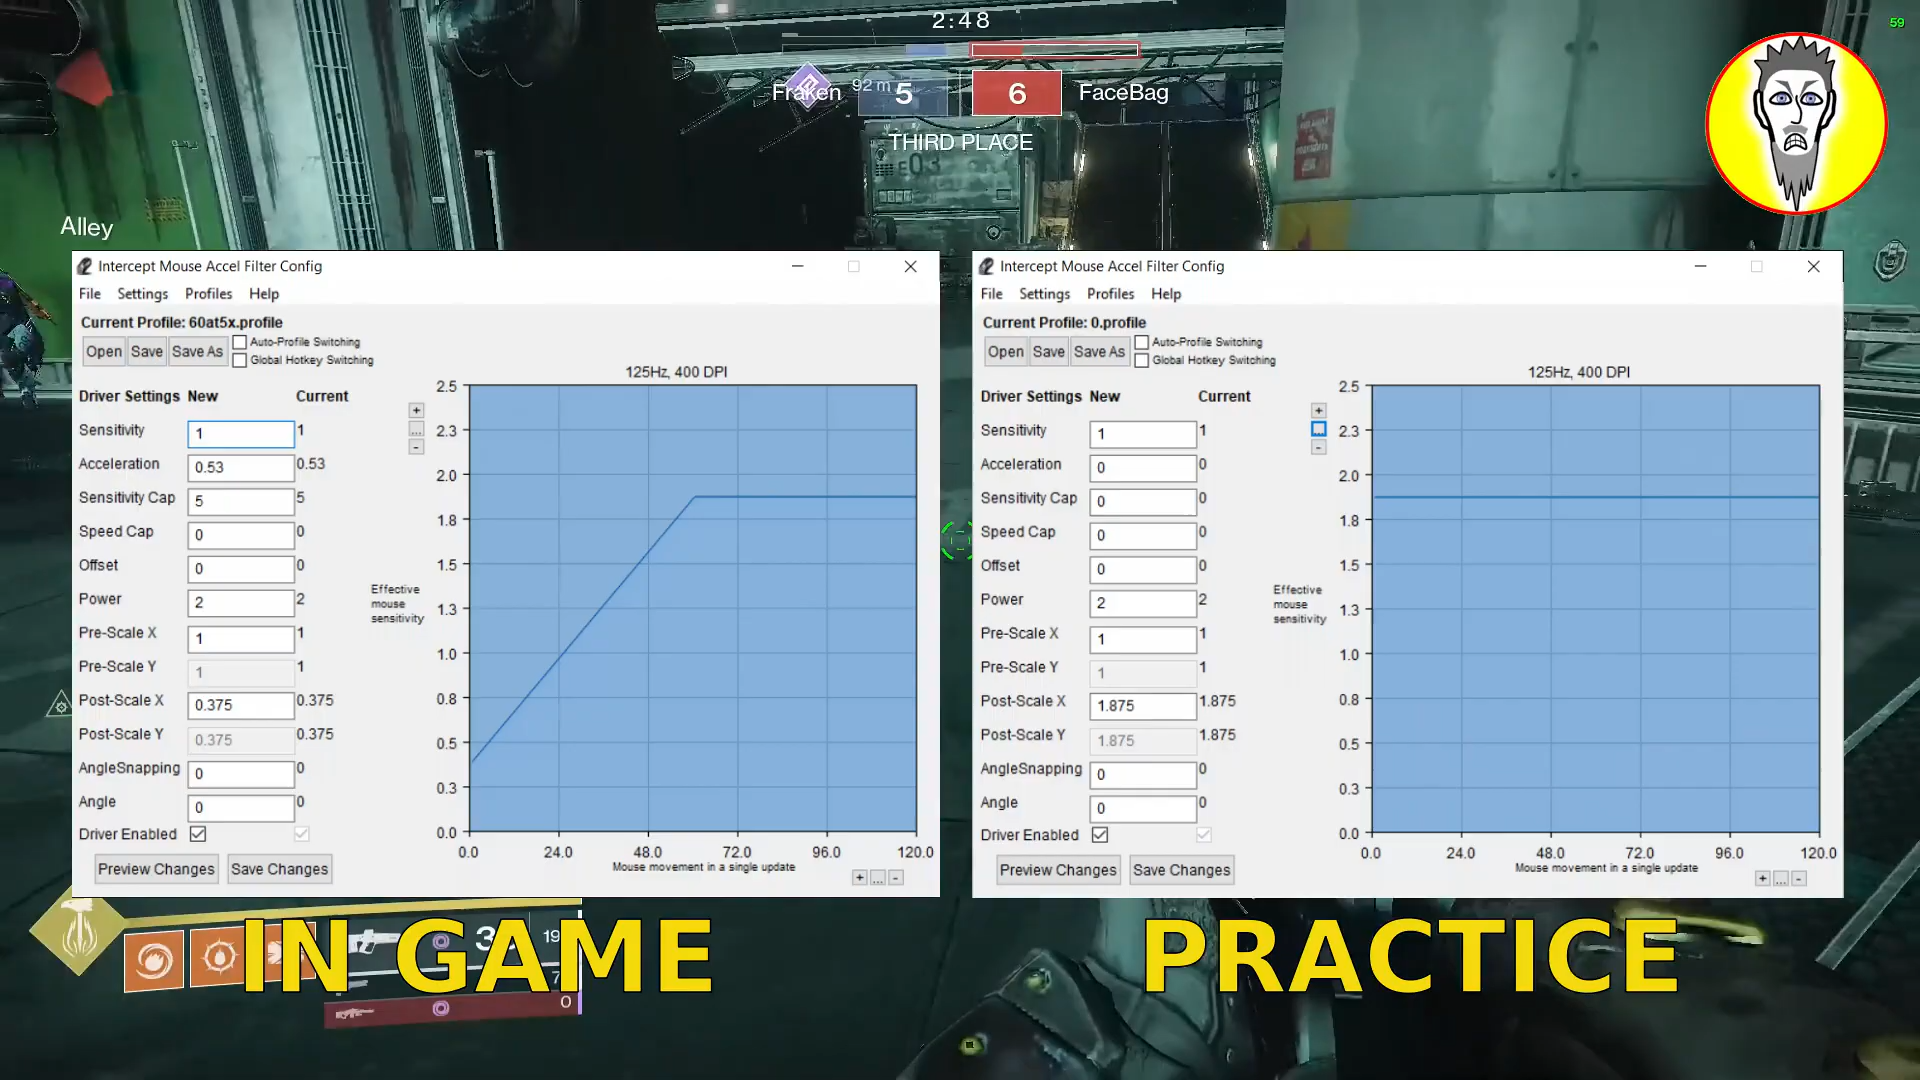 2:48
59
Fraken 92 m 5 6 FaceBag
THIRD PLACE
E03
Alley
Intercept Mouse Accel Filter Config
File Settings Profiles Help
Current Profile: 60at5x.profile
Open Save Save As
Auto-Profile Switching
Global Hotkey Switching
125Hz, 400 DPI
Driver Settings New Current
Sensitivity 1 1
Acceleration 0.53 0.53
Sensitivity Cap 5 5
Speed Cap 0 0
Offset 0 0
Power 2 2
Pre-Scale X 1 1
Pre-Scale Y 1 1
Post-Scale X 0.375 0.375
Post-Scale Y 0.375 0.375
AngleSnapping 0 0
Angle 0 0
Driver Enabled
Preview Changes Save Changes
+
...
-
Effective
mouse
sensitivity
2.5
2.3
2.0
1.8
1.5
1.3
1.0
0.8
0.5
0.3
0.0
0.0 24.0 48.0 72.0 96.0 120.0
Mouse movement in a single update
+ ... -
Intercept Mouse Accel Filter Config
File Settings Profiles Help
Current Profile: 0.profile
Open Save Save As
Auto-Profile Switching
Global Hotkey Switching
125Hz, 400 DPI
Driver Settings New Current
Sensitivity 1 1
Acceleration 0 0
Sensitivity Cap 0 0
Speed Cap 0 0
Offset 0 0
Power 2 2
Pre-Scale X 1 1
Pre-Scale Y 1 1
Post-Scale X 1.875 1.875
Post-Scale Y 1.875 1.875
AngleSnapping 0 0
Angle 0 0
Driver Enabled
Preview Changes Save Changes
+
...
-
Effective
mouse
sensitivity
2.5
2.3
2.0
1.8
1.5
1.3
1.0
0.8
0.5
0.3
0.0
0.0 24.0 48.0 72.0 96.0 120.0
Mouse movement in a single update
+ ... -
19
7
0
IN GAME
PRACTICE